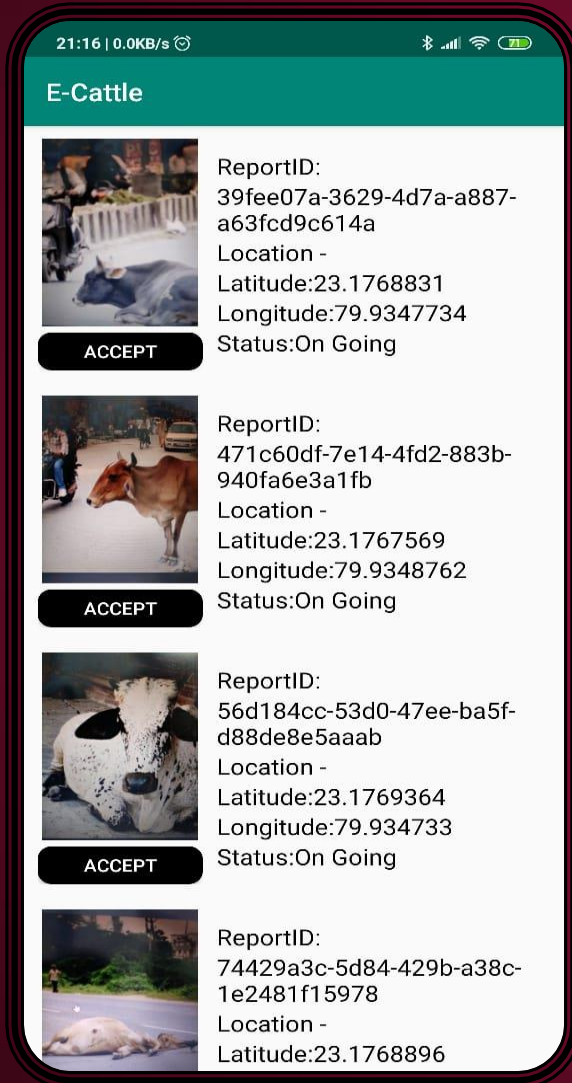 21:16 | 0.0KB/s
71
E-Cattle
ReportID:
39fee07a-3629-4d7a-a887-
a63fcd9c614a
Location -
Latitude:23.1768831
Longitude:79.9347734
Status:On Going
ACCEPT
ReportID:
471c60df-7e14-4fd2-883b-
940fa6e3a1fb
Location -
Latitude:23.1767569
Longitude:79.9348762
Status:On Going
ACCEPT
ReportID:
56d184cc-53d0-47ee-ba5f-
d88de8e5aaab
Location -
Latitude:23.1769364
Longitude:79.934733
Status:On Going
ACCEPT
ReportID:
74429a3c-5d84-429b-a38c-
1e2481f15978
Location -
Latitude:23.1768896